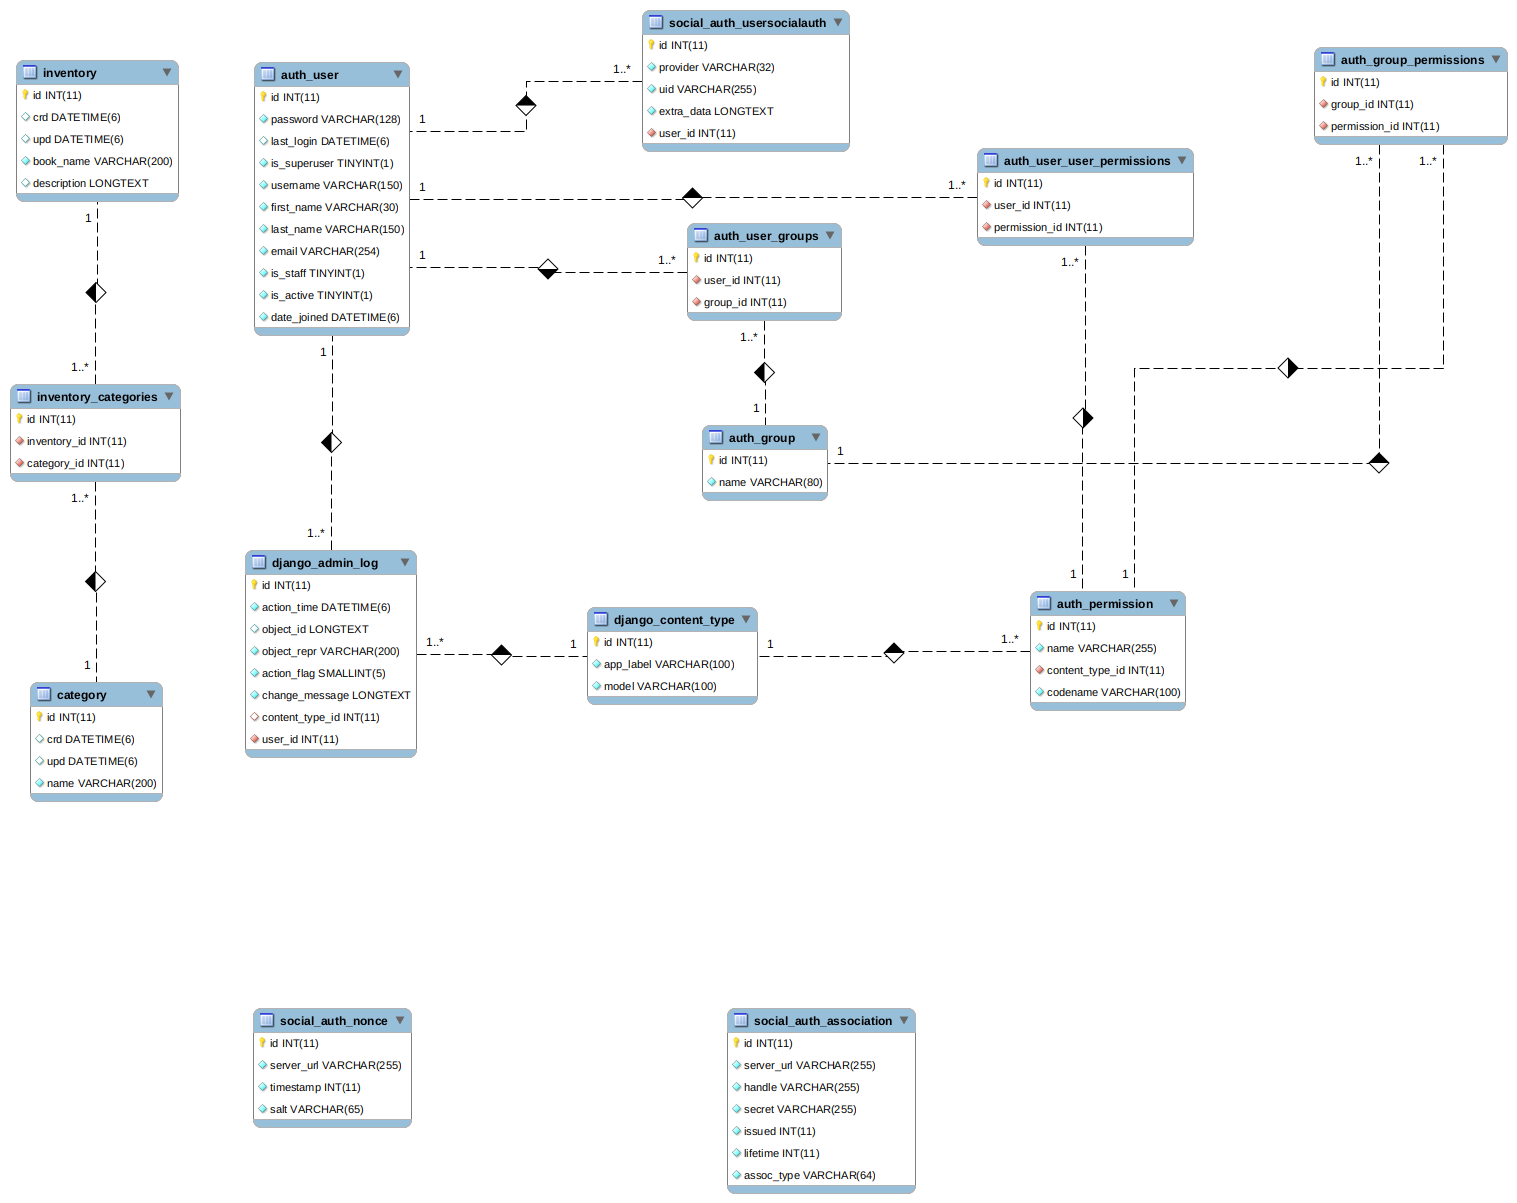 social_auth_usersocialauth
id INT(11)
provider VARCHAR(32)
uid VARCHAR(255)
extra_data LONGTEXT
user_id INT(11)
auth_group_permissions
id INT(11)
group_id INT(11)
permission_id INT(11)
inventory
id INT(11)
crd DATETIME(6)
upd DATETIME(6)
book_name VARCHAR(200)
description LONGTEXT
auth_user
id INT(11)
password VARCHAR(128)
last_login DATETIME(6)
is_superuser TINYINT(1)
username VARCHAR(150)
first_name VARCHAR(30)
last_name VARCHAR(150)
email VARCHAR(254)
is_staff TINYINT(1)
is_active TINYINT(1)
date_joined DATETIME(6)
1
1..*
1
1..*
1
1..*
auth_user_user_permissions
id INT(11)
user_id INT(11)
permission_id INT(11)
1..*
1..*
1..*
auth_user_groups
id INT(11)
user_id INT(11)
group_id INT(11)
1..*
1
1
1..*
1
inventory_categories
id INT(11)
inventory_id INT(11)
category_id INT(11)
auth_group
id INT(11)
name VARCHAR(80)
1
1..*
1..*
1
1
1
django_admin_log
id INT(11)
action_time DATETIME(6)
object_id LONGTEXT
object_repr VARCHAR(200)
action_flag SMALLINT(5)
change_message LONGTEXT
content_type_id INT(11)
user_id INT(11)
1..*
1
django_content_type
id INT(11)
app_label VARCHAR(100)
model VARCHAR(100)
1
1..*
auth_permission
id INT(11)
name VARCHAR(255)
content_type_id INT(11)
codename VARCHAR(100)
category
id INT(11)
crd DATETIME(6)
upd DATETIME(6)
name VARCHAR(200)
social_auth_nonce
id INT(11)
server_url VARCHAR(255)
timestamp INT(11)
salt VARCHAR(65)
social_auth_association
id INT(11)
server_url VARCHAR(255)
handle VARCHAR(255)
secret VARCHAR(255)
issued INT(11)
lifetime INT(11)
assoc_type VARCHAR(64)